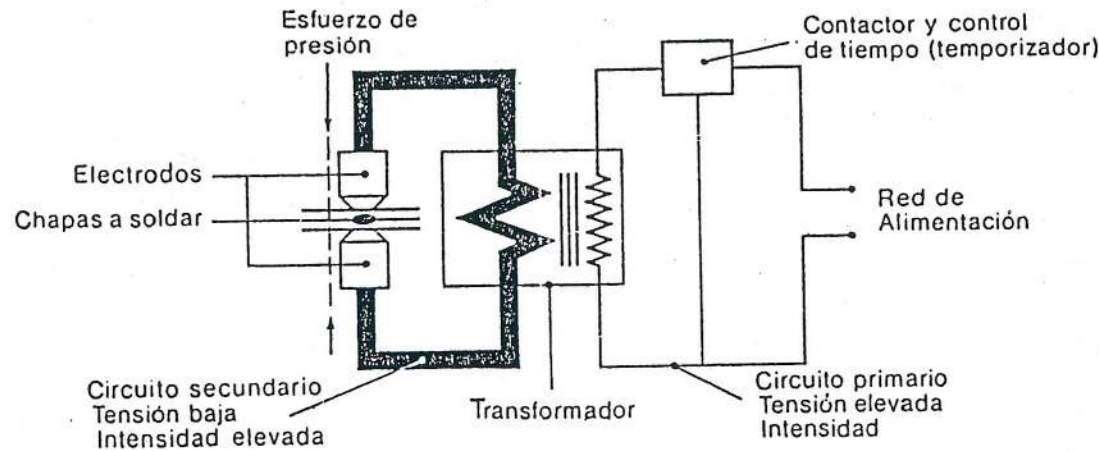 Esfuerzo de
presión
Contactor y control
de tiempo (temporizador)
Electrodos
Chapas a soldar
Red de
Alimentación
Circuito secundario
Tensión baja
Intensidad elevada
Transformador
Circuito primario
Tensión elevada
Intensidad